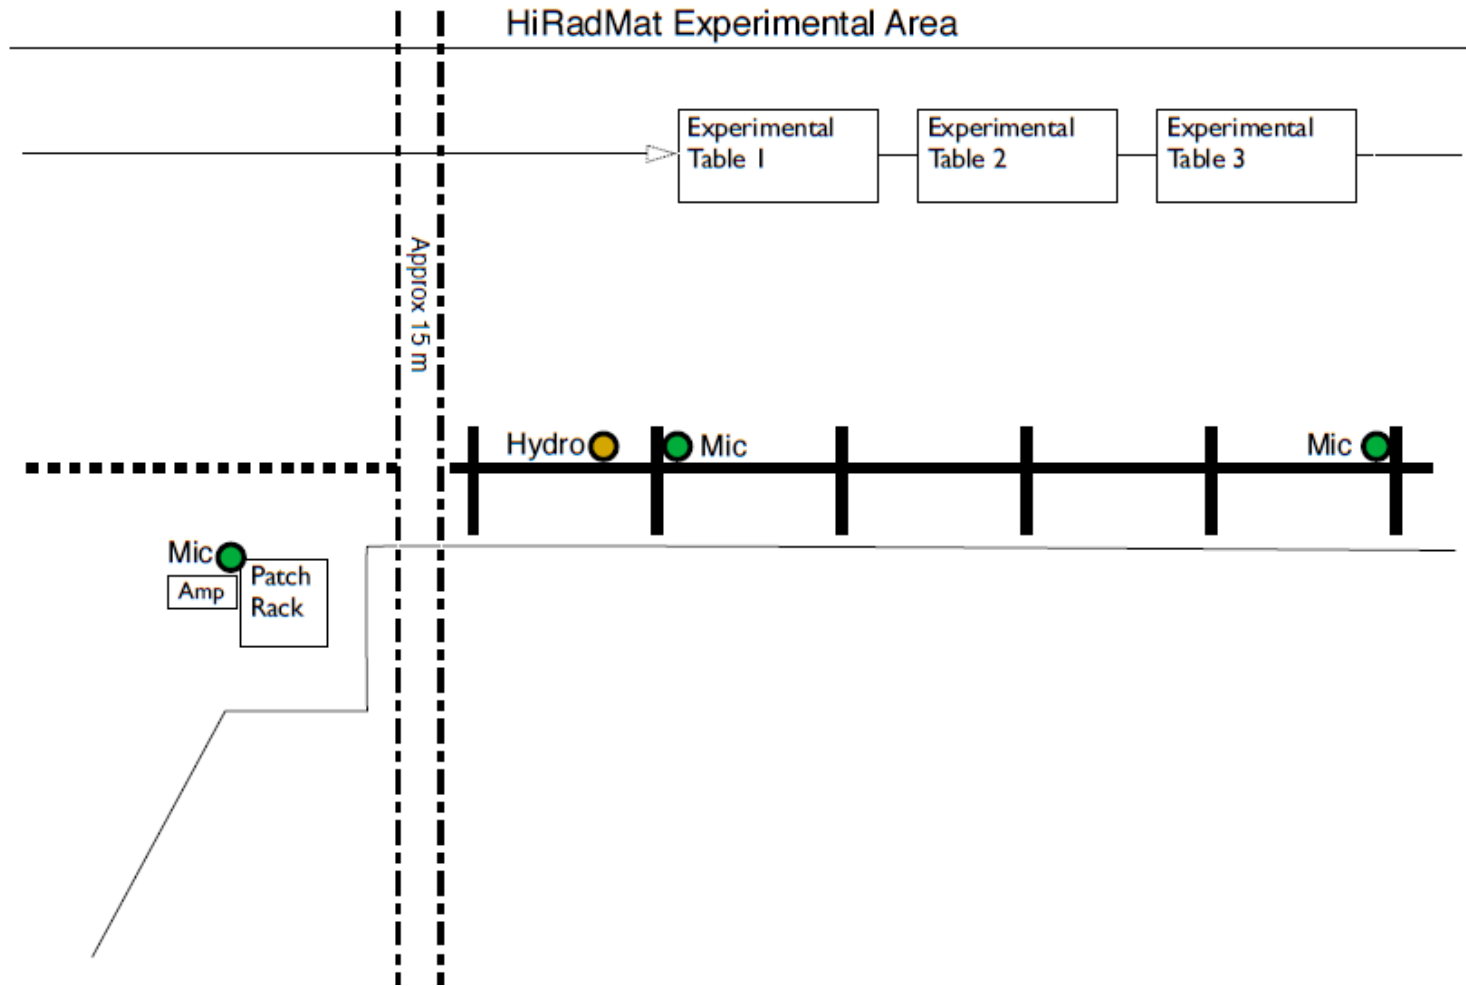 HiRadMat Experimental Area
Experimental
Table 1
Experimental
Table 2
Experimental
Table 3
Approx 15 m
Hydro
Mic
Mic
Mic
Amp
Patch
Rack